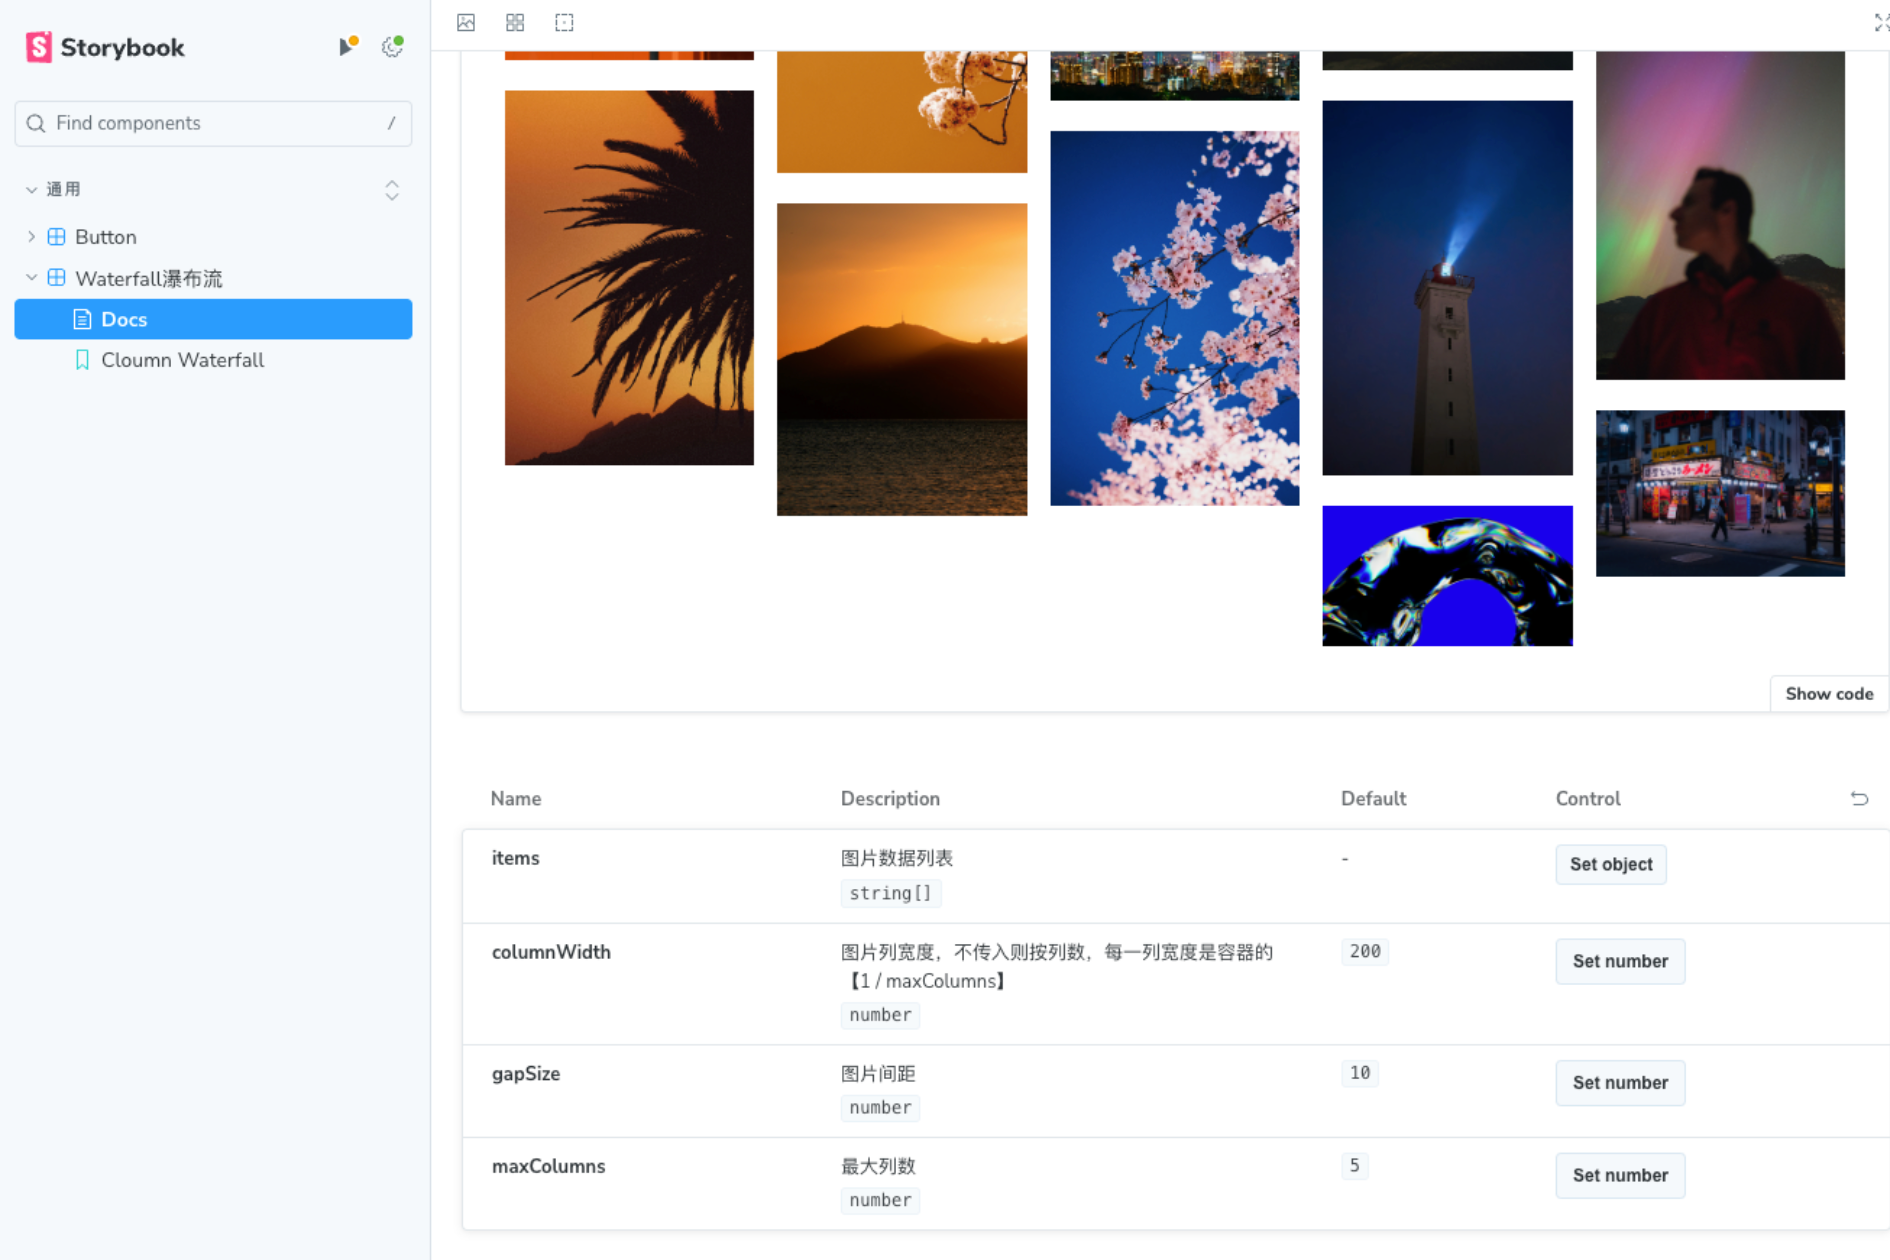 Storybook
Find components
/
通用
Button
Waterfall瀑布流
Docs
Cloumn Waterfall
Show code
Name
Description
Default
Control
items
图片数据列表
string[]
-
Set object
columnWidth
图片列宽度，不传入则按列数，每一列宽度是容器的
【1 / maxColumns】
number
200
Set number
gapSize
图片间距
number
10
Set number
maxColumns
最大列数
number
5
Set number